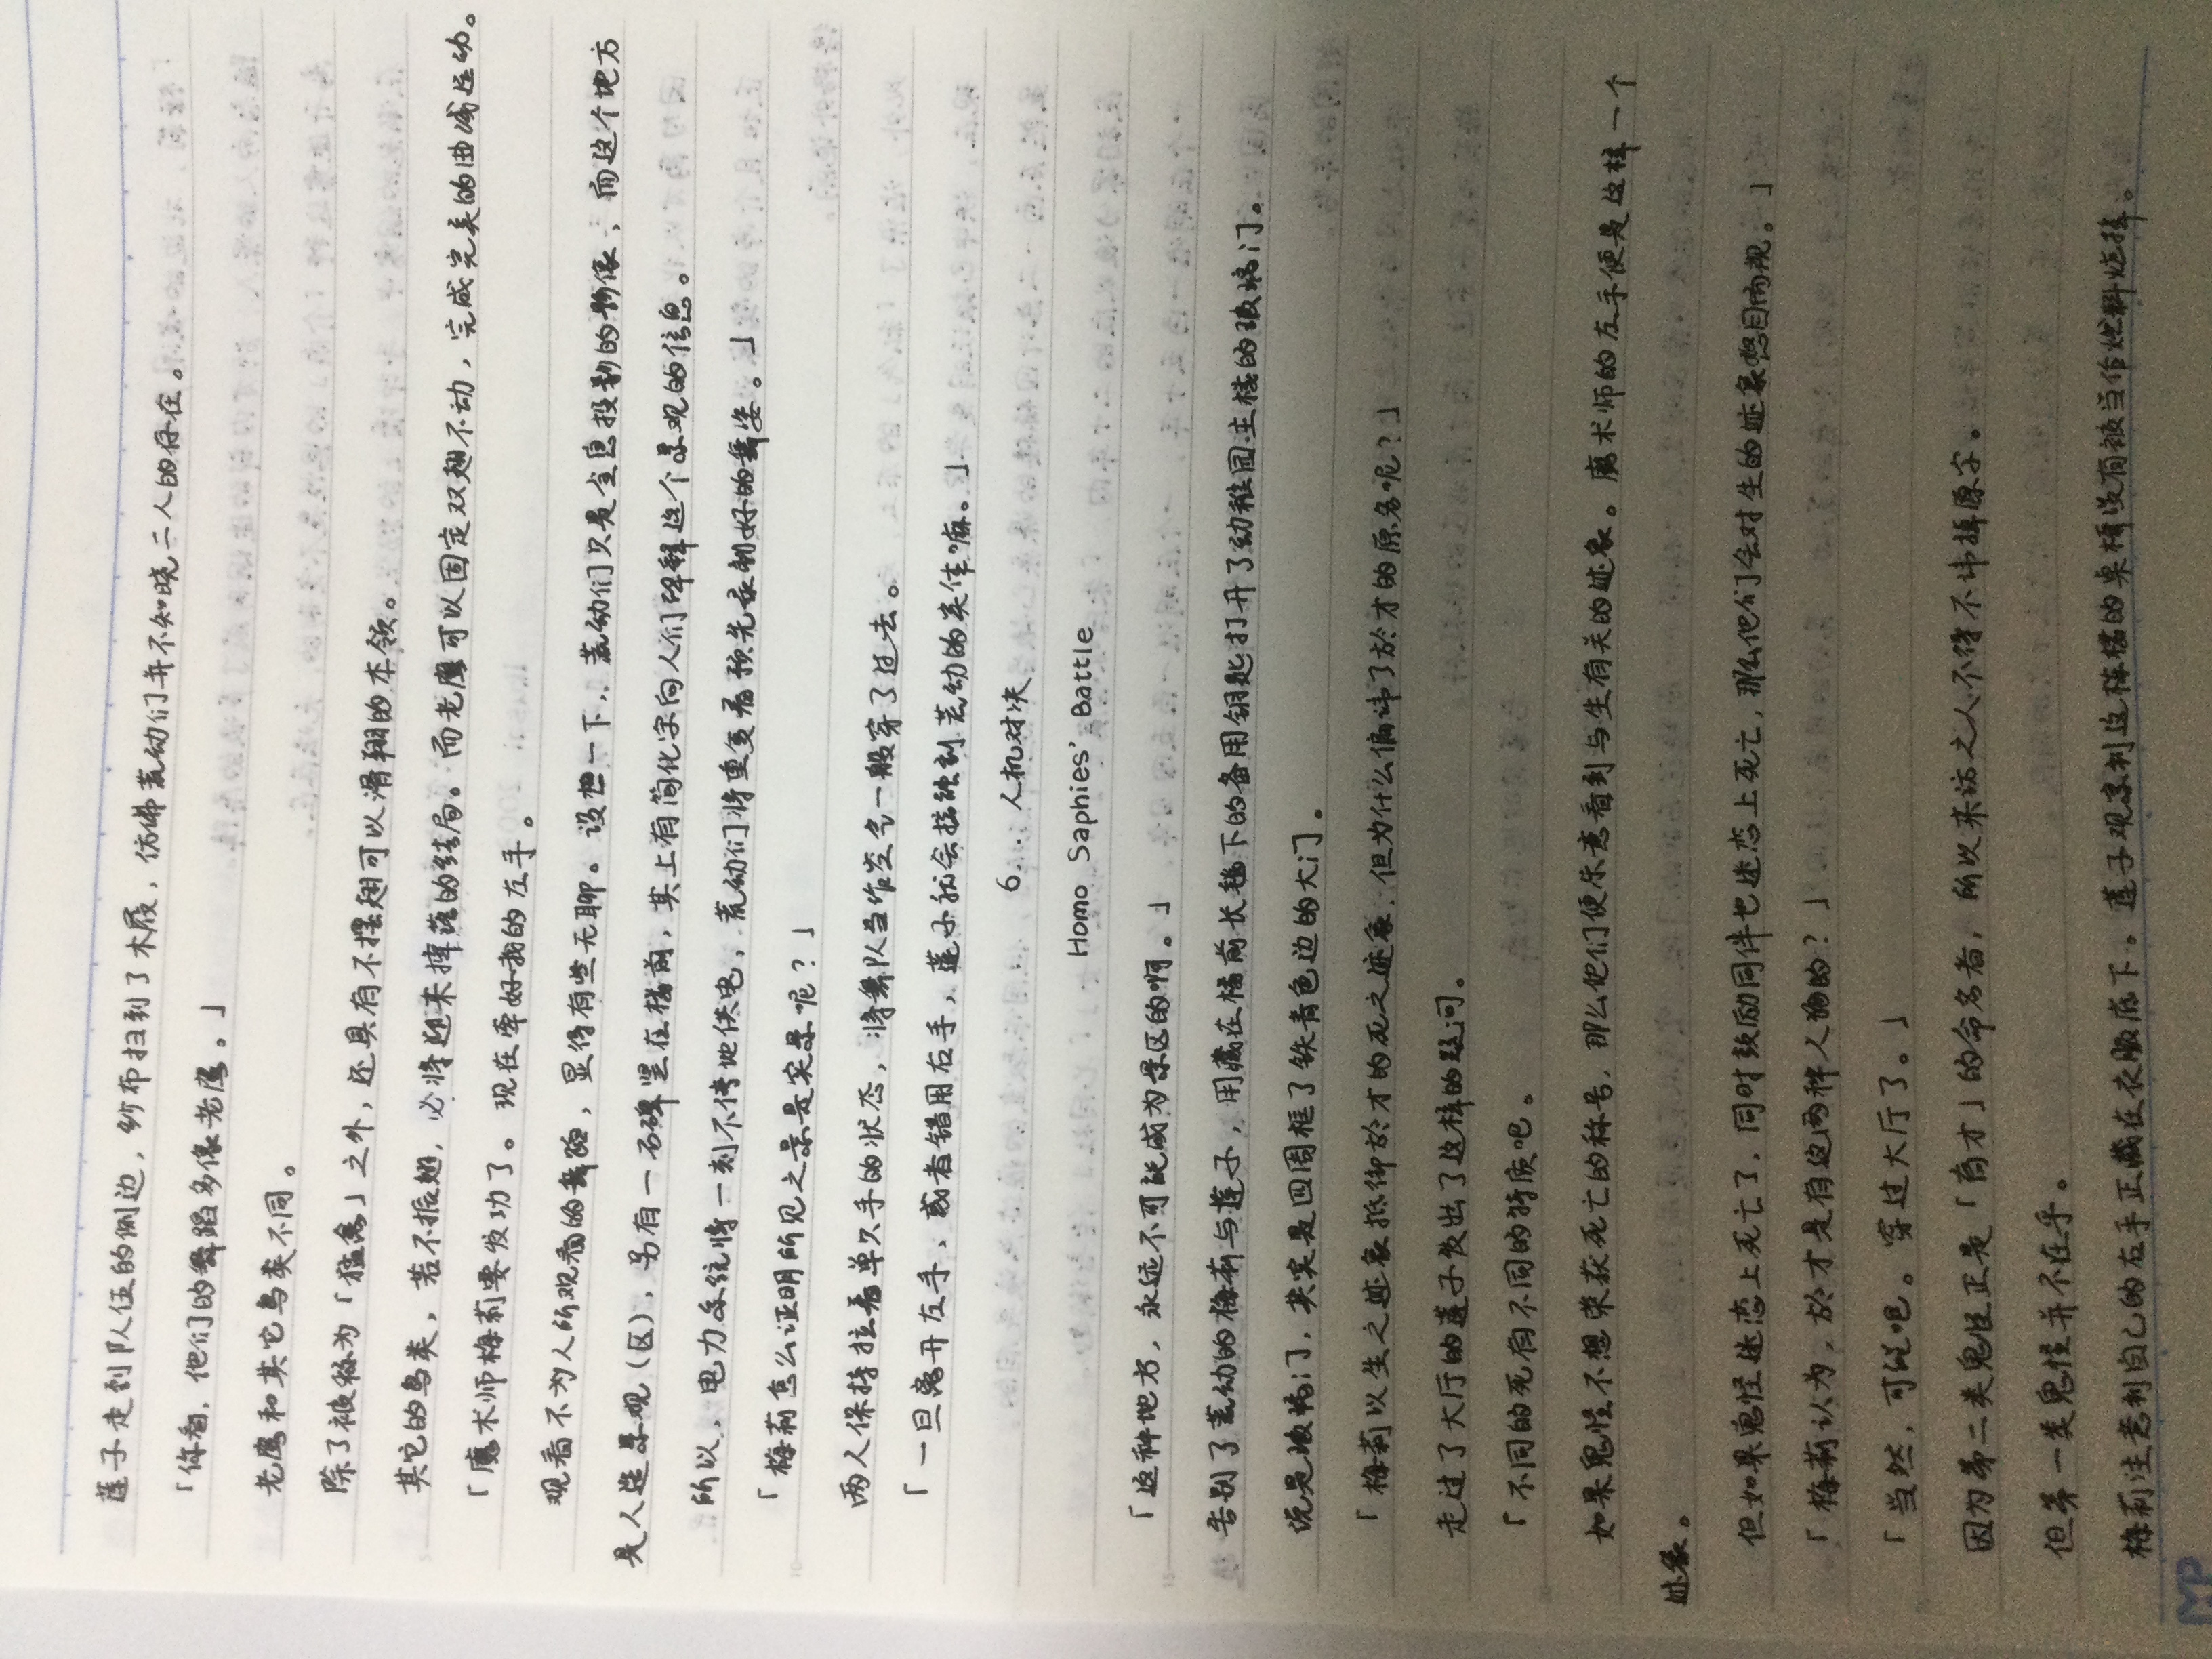 莲子走到队伍的侧边，纱布扫到了木屐，仿佛荒动们并不知晓二人的存在。
「你看，他们的舞蹈多像老鹰。」
老鹰和其它鸟类不同。
除了被称为「猛禽」之外，还具有不摆翅可以滑翔的本领。
其它的鸟类，若不振翅，必将迎来摔落的结局。而老鹰可以固定双翅不动，完成完美的曲线运动。
「魔术师梅莉要发功了。现在牵好我的左手。
观看不为人所观看的舞蹈，显得有些无聊。设想一下，荒动们只是全息投影的影像，而这个地方
是人造景观（区），另有一石碑竖在楼前，其上有简化字向人们解释这个景观的信息。
所以，电力系统将一刻不停地供电，荒动们将重复着预先录制好的舞姿。」
「梅莉怎么证明所见之景是实景呢？」
两人保持拉着单只手的状态，将舞队当作空气一般穿了过去。
「一旦离开左手，或者错用右手，莲子就会接触到荒动的实体嘛。」
6... 人机对决
Homo Saphies' Battle
「这种地方，永远不可能成为景区的啊。」
告别了荒动的梅莉与莲子，用藏在楼前长毯下的备用钥匙打开了幼稚园主楼的玻璃门。
说是玻璃门，其实是四周框了铁青色边的大门。
「梅莉以生之迹象抵御於才的死之迹象，但为什么偏讳了於才的原名呢？」
走过了大厅的莲子发出了这样的疑问。
「不同的死有不同的特质吧。
如果鬼怪不想荣获死亡的称号，那么他们便乐意看到与生有关的迹象。魔术师的左手便是这样一个
迹象。
但如果鬼怪迷恋上死亡了，同时鼓励同伴也迷恋上死亡，那么他们会对生的迹象怒目而视。」
「梅莉认为，於才是有这两种人物的？」
「当然，可能吧。穿过大厅了。」
因为第二类鬼怪正是「育才」的命名者，所以来访之人不得不讳掉原字。
但第一类鬼怪并不在乎。
梅莉注意到自己的右手正藏在衣服底下。莲子观察到这栋楼的桌椅没有被当作燃料烧掉。